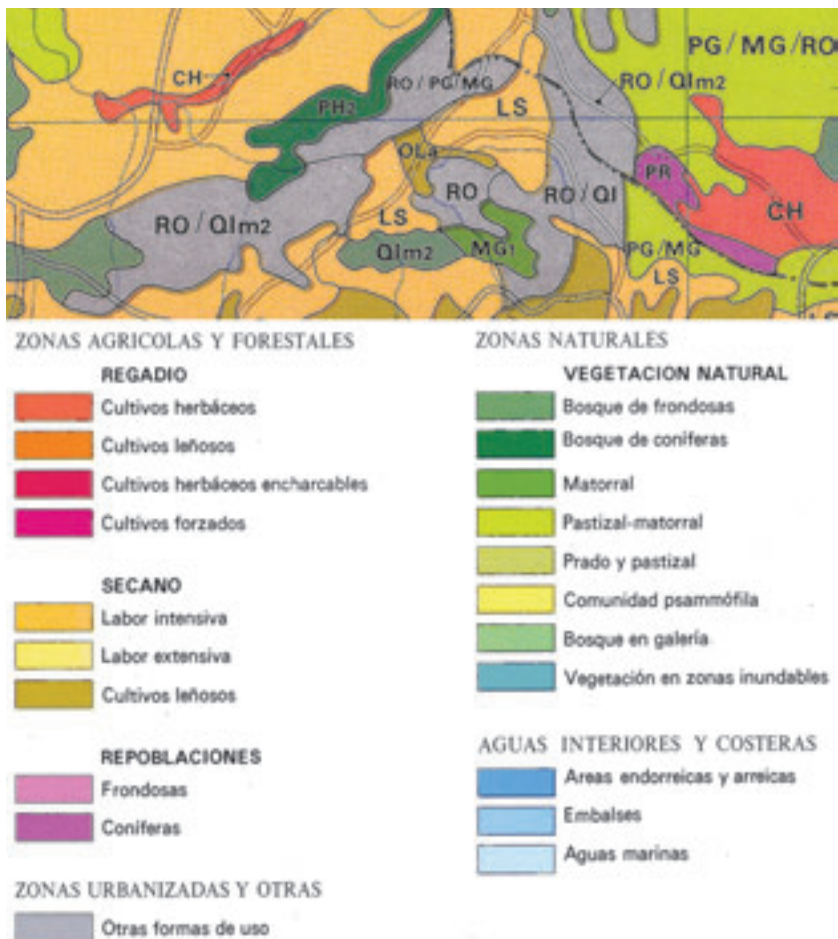 PG/MG/RO
CH
RO/PG/MG
RO/QIm2
PH2
LS
OLa
PR
RO
RO/QI
CH
RO/QIm2
LS
QIm2
MG1
PG/MG
LS
LS
ZONAS AGRICOLAS Y FORESTALES
REGADIO
Cultivos herbáceos
Cultivos leñosos
Cultivos herbáceos encharcables
Cultivos forzados
SECANO
Labor intensiva
Labor extensiva
Cultivos leñosos
REPOBLACIONES
Frondosas
Coníferas
ZONAS URBANIZADAS Y OTRAS
Otras formas de uso
ZONAS NATURALES
VEGETACION NATURAL
Bosque de frondosas
Bosque de coníferas
Matorral
Pastizal-matorral
Prado y pastizal
Comunidad psammófila
Bosque en galería
Vegetación en zonas inundables
AGUAS INTERIORES Y COSTERAS
Areas endorreicas y arreicas
Embalses
Aguas marinas